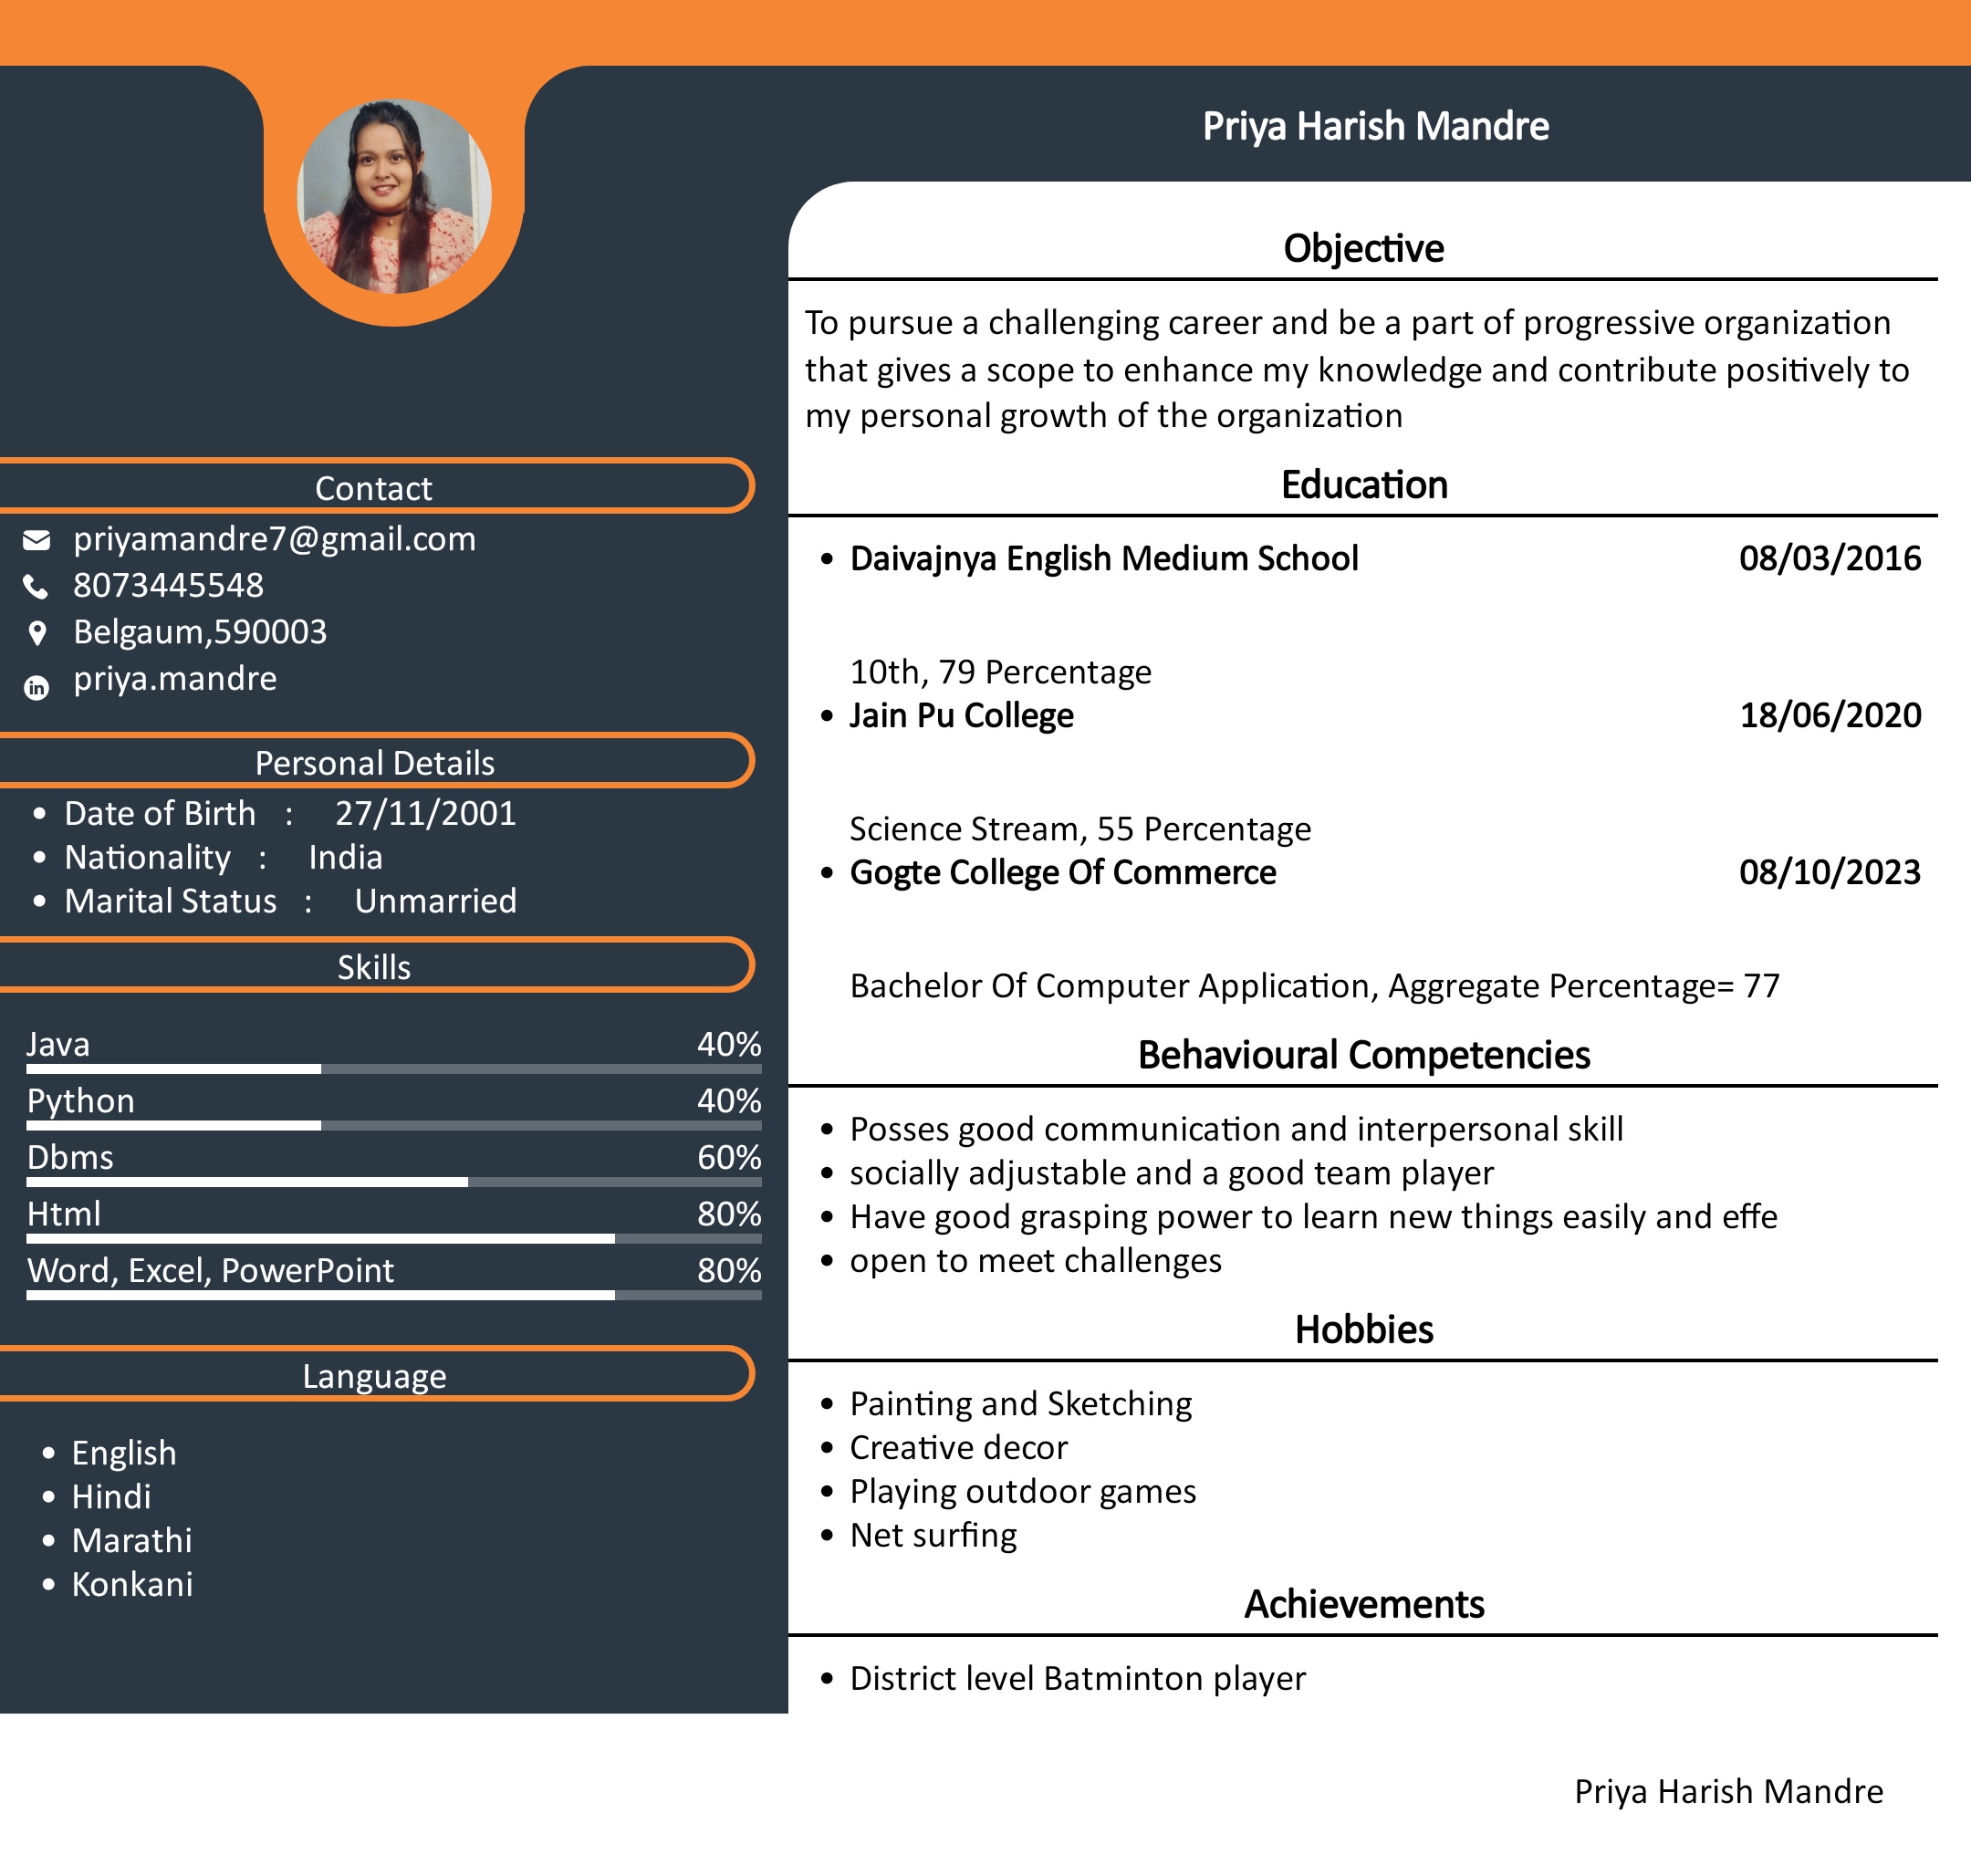 Priya Harish Mandre
Contact
priyamandre7@gmail.com
8073445548
Belgaum,590003
in priya.mandre
Personal Details
• Date of Birth : 27/11/2001
• Nationality : India
• Marital Status : Unmarried
Skills
Java 40%
Python 40%
Dbms 60%
Html 80%
Word, Excel, PowerPoint 80%
Language
• English
• Hindi
• Marathi
• Konkani
Objective
To pursue a challenging career and be a part of progressive organization
that gives a scope to enhance my knowledge and contribute positively to
my personal growth of the organization
Education
• Daivajnya English Medium School 08/03/2016
10th, 79 Percentage
• Jain Pu College 18/06/2020
Science Stream, 55 Percentage
• Gogte College Of Commerce 08/10/2023
Bachelor Of Computer Application, Aggregate Percentage= 77
Behavioural Competencies
• Posses good communication and interpersonal skill
• socially adjustable and a good team player
• Have good grasping power to learn new things easily and effe
• open to meet challenges
Hobbies
• Painting and Sketching
• Creative decor
• Playing outdoor games
• Net surfing
Achievements
• District level Batminton player
Priya Harish Mandre